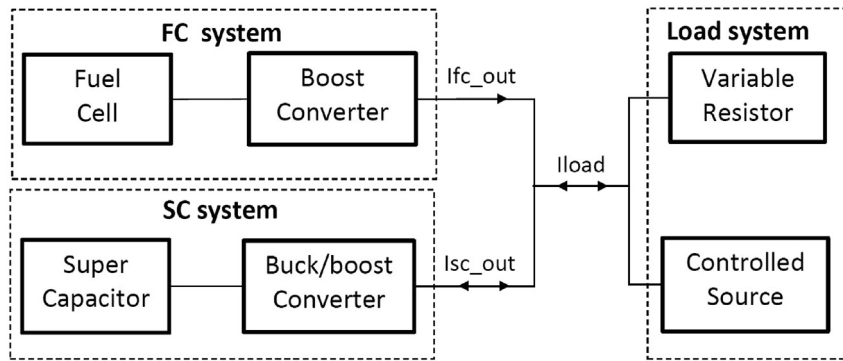 FC system
Fuel
Cell
Boost
Converter
Ifc_out
SC system
Super
Capacitor
Buck/boost
Converter
Isc_out
Iload
Load system
Variable
Resistor
Controlled
Source